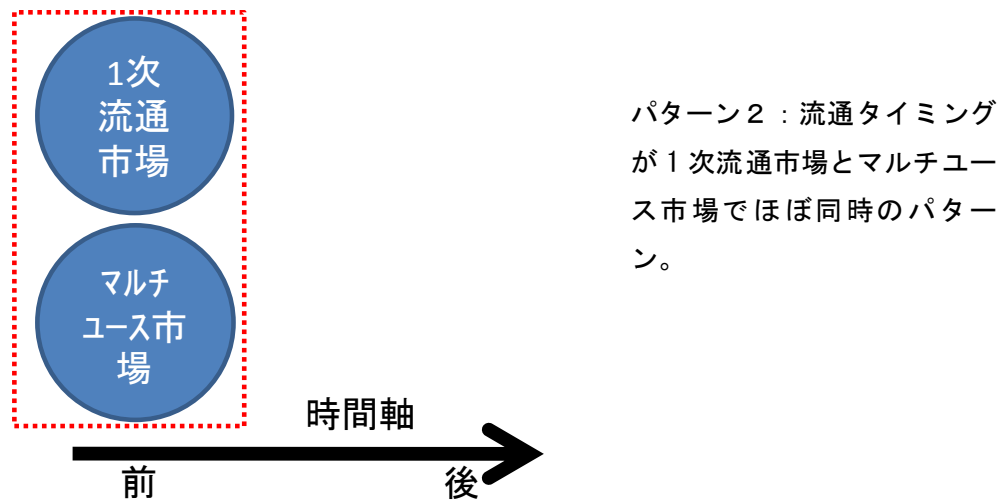 1次
流通
市場
マルチ
ユース市
場
時間軸
前
後
パターン２：流通タイミング
が１次流通市場とマルチユー
ス市場でほぼ同時のパター
ン。